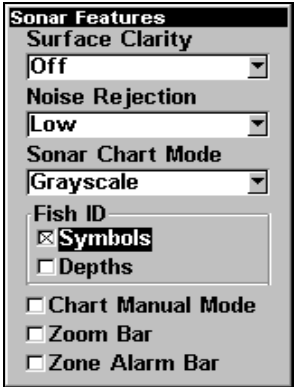 Sonar Features
Surface Clarity
Off
Noise Rejection
Low
Sonar Chart Mode
Grayscale
Fish ID
Symbols
Depths
Chart Manual Mode
Zoom Bar
Zone Alarm Bar